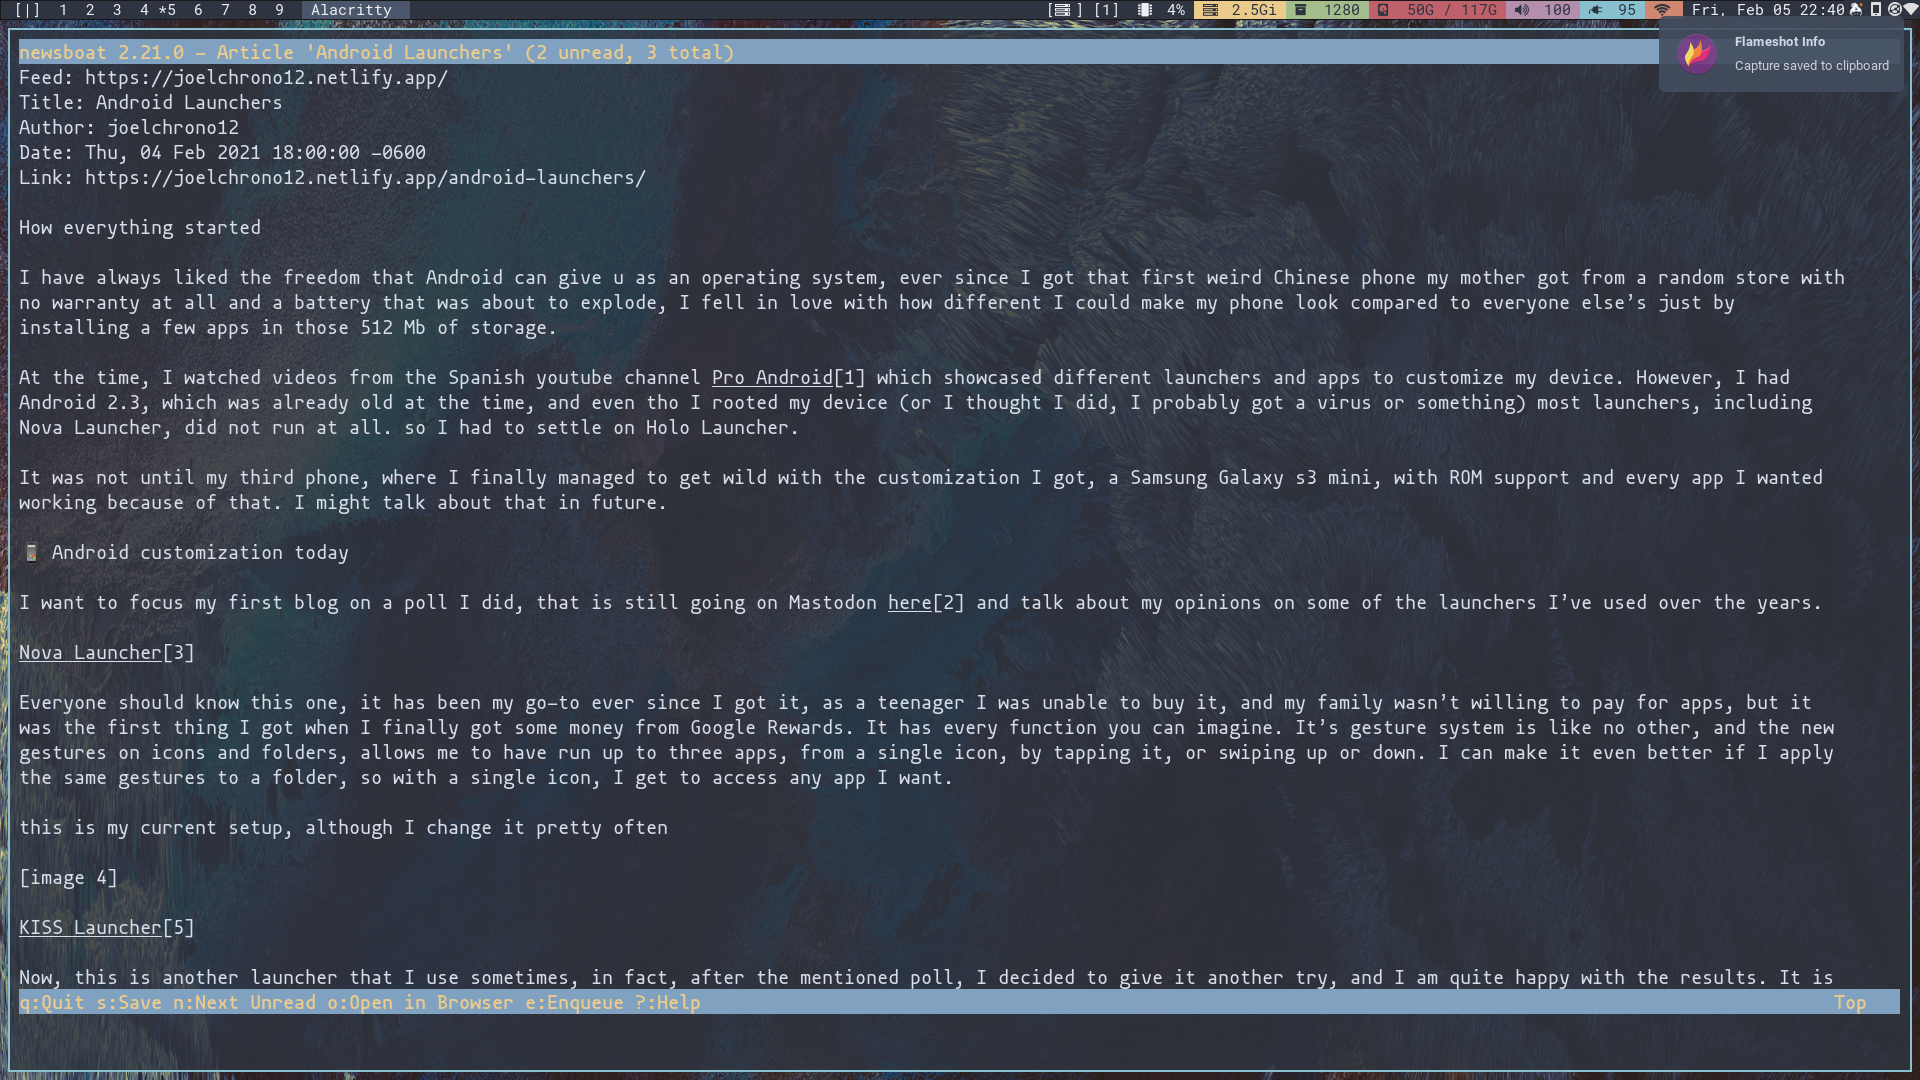 [|] 1 2 3 4 *5 6 7 8 9 Alacritty [ ] [1] 4% 2.5Gi 1280 50G / 117G 100 95 Fri, Feb 05 22:40
Flameshot Info
Capture saved to clipboard
newsboat 2.21.0 – Article 'Android Launchers' (2 unread, 3 total)
Feed: https://joelchrono12.netlify.app/
Title: Android Launchers
Author: joelchrono12
Date: Thu, 04 Feb 2021 18:00:00 –0600
Link: https://joelchrono12.netlify.app/android–launchers/
How everything started
I have always liked the freedom that Android can give u as an operating system, ever since I got that first weird Chinese phone my mother got from a random store with
no warranty at all and a battery that was about to explode, I fell in love with how different I could make my phone look compared to everyone else’s just by
installing a few apps in those 512 Mb of storage.
At the time, I watched videos from the Spanish youtube channel Pro Android[1] which showcased different launchers and apps to customize my device. However, I had
Android 2.3, which was already old at the time, and even tho I rooted my device (or I thought I did, I probably got a virus or something) most launchers, including
Nova Launcher, did not run at all. so I had to settle on Holo Launcher.
It was not until my third phone, where I finally managed to get wild with the customization I got, a Samsung Galaxy s3 mini, with ROM support and every app I wanted
working because of that. I might talk about that in future.
Android customization today
I want to focus my first blog on a poll I did, that is still going on Mastodon here[2] and talk about my opinions on some of the launchers I’ve used over the years.
Nova Launcher[3]
Everyone should know this one, it has been my go–to ever since I got it, as a teenager I was unable to buy it, and my family wasn’t willing to pay for apps, but it
was the first thing I got when I finally got some money from Google Rewards. It has every function you can imagine. It’s gesture system is like no other, and the new
gestures on icons and folders, allows me to have run up to three apps, from a single icon, by tapping it, or swiping up or down. I can make it even better if I apply
the same gestures to a folder, so with a single icon, I get to access any app I want.
this is my current setup, although I change it pretty often
[image 4]
KISS Launcher[5]
Now, this is another launcher that I use sometimes, in fact, after the mentioned poll, I decided to give it another try, and I am quite happy with the results. It is
q:Quit s:Save n:Next Unread o:Open in Browser e:Enqueue ?:Help Top